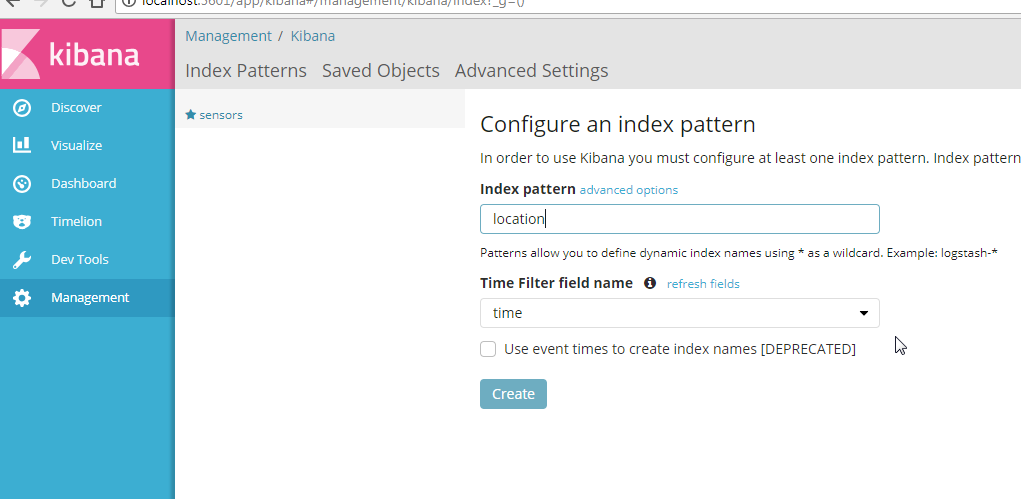 localhost:5601/app/kibana#/management/kibana/index?_g=()
kibana
Management / Kibana
Index Patterns Saved Objects Advanced Settings
Discover
Visualize
Dashboard
Timelion
Dev Tools
Management
sensors
Configure an index pattern
In order to use Kibana you must configure at least one index pattern. Index pattern
Index pattern advanced options
location
Patterns allow you to define dynamic index names using * as a wildcard. Example: logstash-*
Time Filter field name refresh fields
time
Use event times to create index names [DEPRECATED]
Create